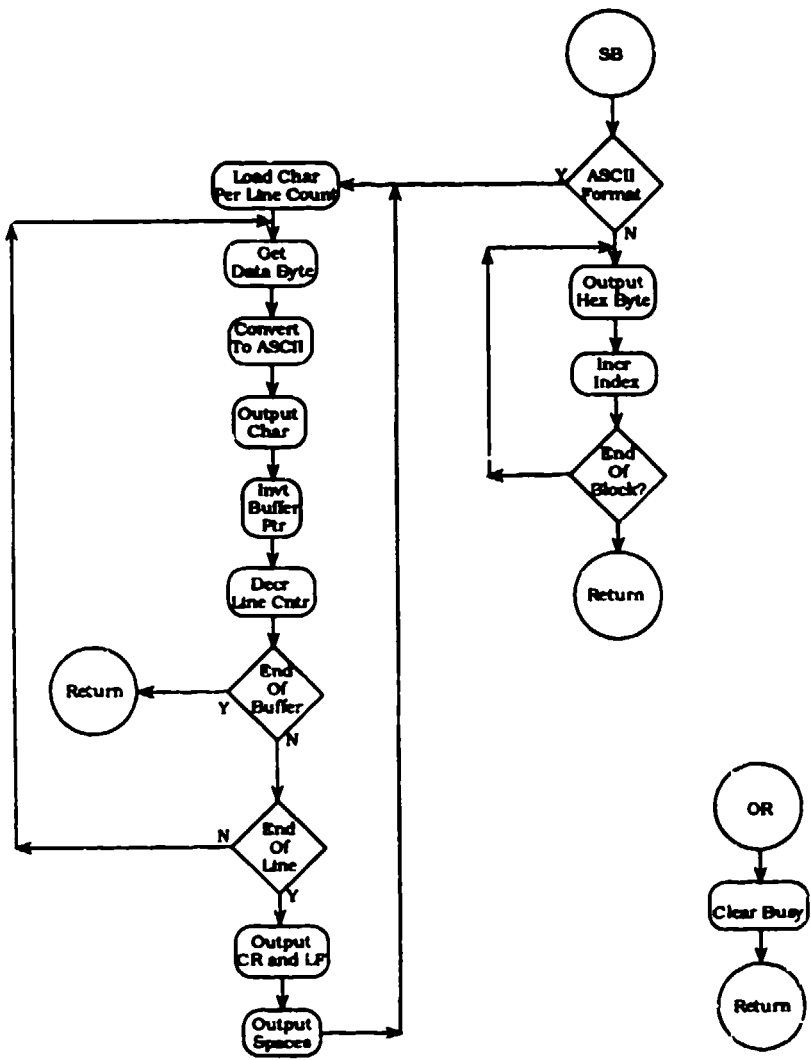 SB
ASCII
Format
Y
N
Load Char
Per Line Count
Get
Data Byte
Convert
To ASCII
Output
Char
Invt
Buffer
Ptr
Decr
Line Cntr
End
Of
Buffer
Y
N
Return
End
Of
Line
N
Y
Output
CR and LF
Output
Spaces
Output
Hex Byte
Incr
Index
End
Of
Block?
Return
OR
Clear Busy
Return